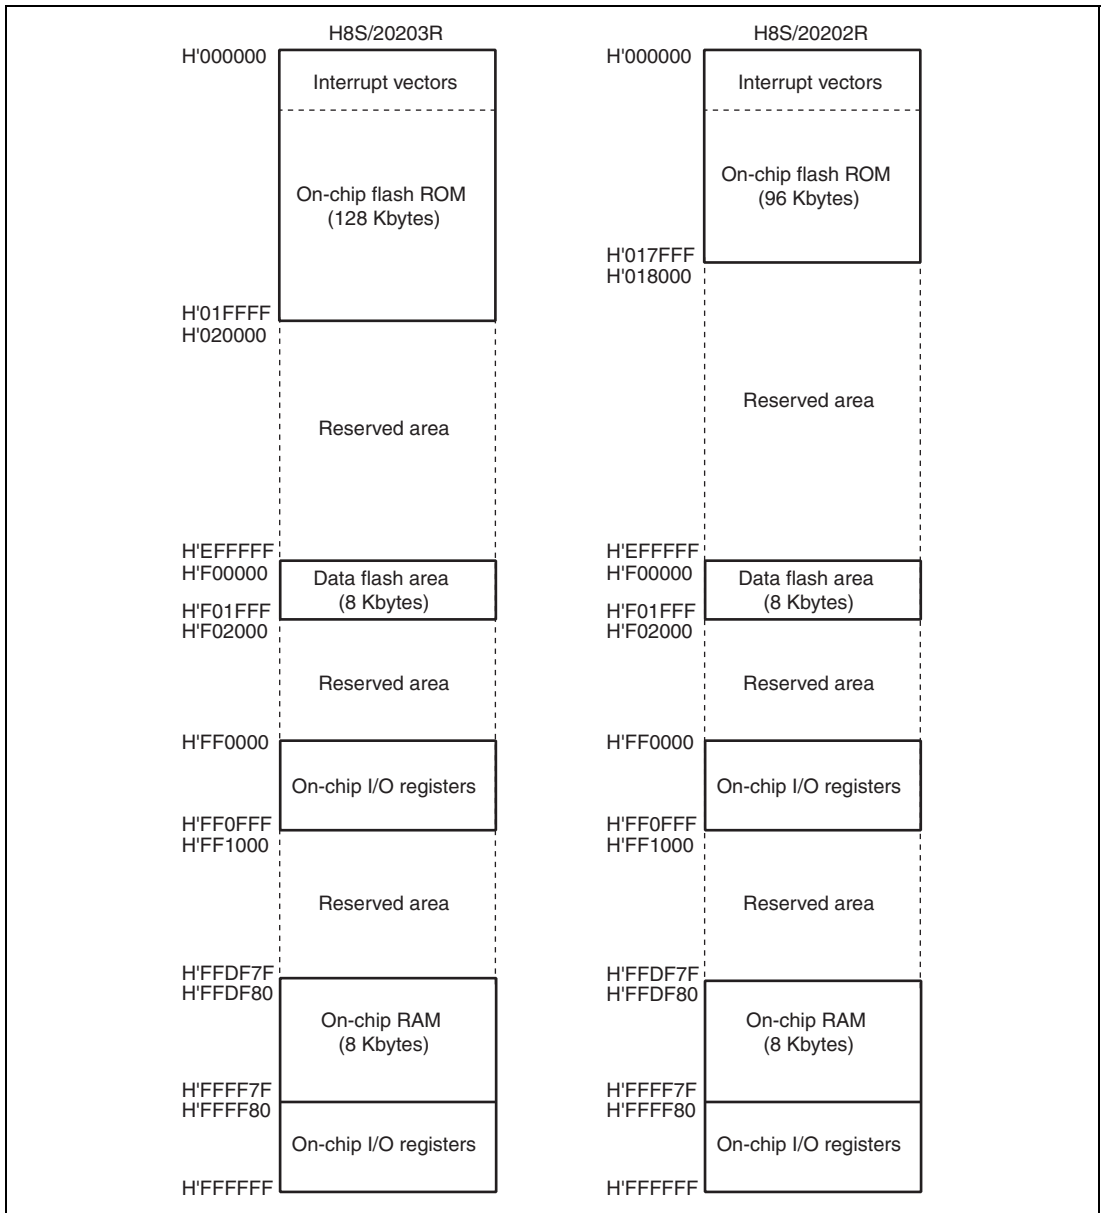 H8S/20203R
H'000000
Interrupt vectors
On-chip flash ROM
(128 Kbytes)
H'01FFFF
H'020000
Reserved area
H'EFFFFF
H'F00000
Data flash area
(8 Kbytes)
H'F01FFF
H'F02000
Reserved area
H'FF0000
On-chip I/O registers
H'FF0FFF
H'FF1000
Reserved area
H'FFDF7F
H'FFDF80
On-chip RAM
(8 Kbytes)
H'FFFF7F
H'FFFF80
On-chip I/O registers
H'FFFFFF
H8S/20202R
H'000000
Interrupt vectors
On-chip flash ROM
(96 Kbytes)
H'017FFF
H'018000
Reserved area
H'EFFFFF
H'F00000
Data flash area
(8 Kbytes)
H'F01FFF
H'F02000
Reserved area
H'FF0000
On-chip I/O registers
H'FF0FFF
H'FF1000
Reserved area
H'FFDF7F
H'FFDF80
On-chip RAM
(8 Kbytes)
H'FFFF7F
H'FFFF80
On-chip I/O registers
H'FFFFFF